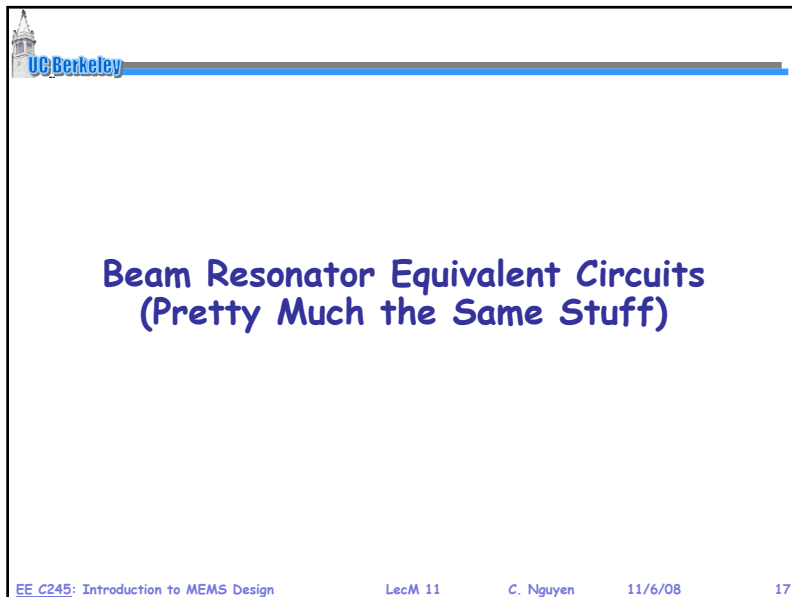 UC Berkeley
Beam Resonator Equivalent Circuits
(Pretty Much the Same Stuff)
EE C245: Introduction to MEMS Design LecM 11 C. Nguyen 11/6/08 17